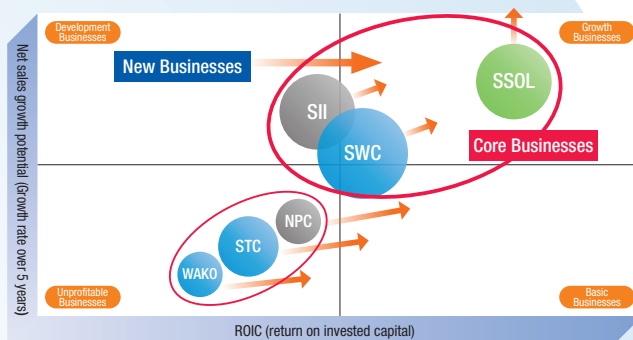 Development
Businesses
Growth
Businesses
New Businesses
SSOL
SII
SWC
Core Businesses
NPC
STC
WAKO
Unprofitable
Businesses
Basic
Businesses
Net sales growth potential (Growth rate over 5 years)
ROIC (return on invested capital)